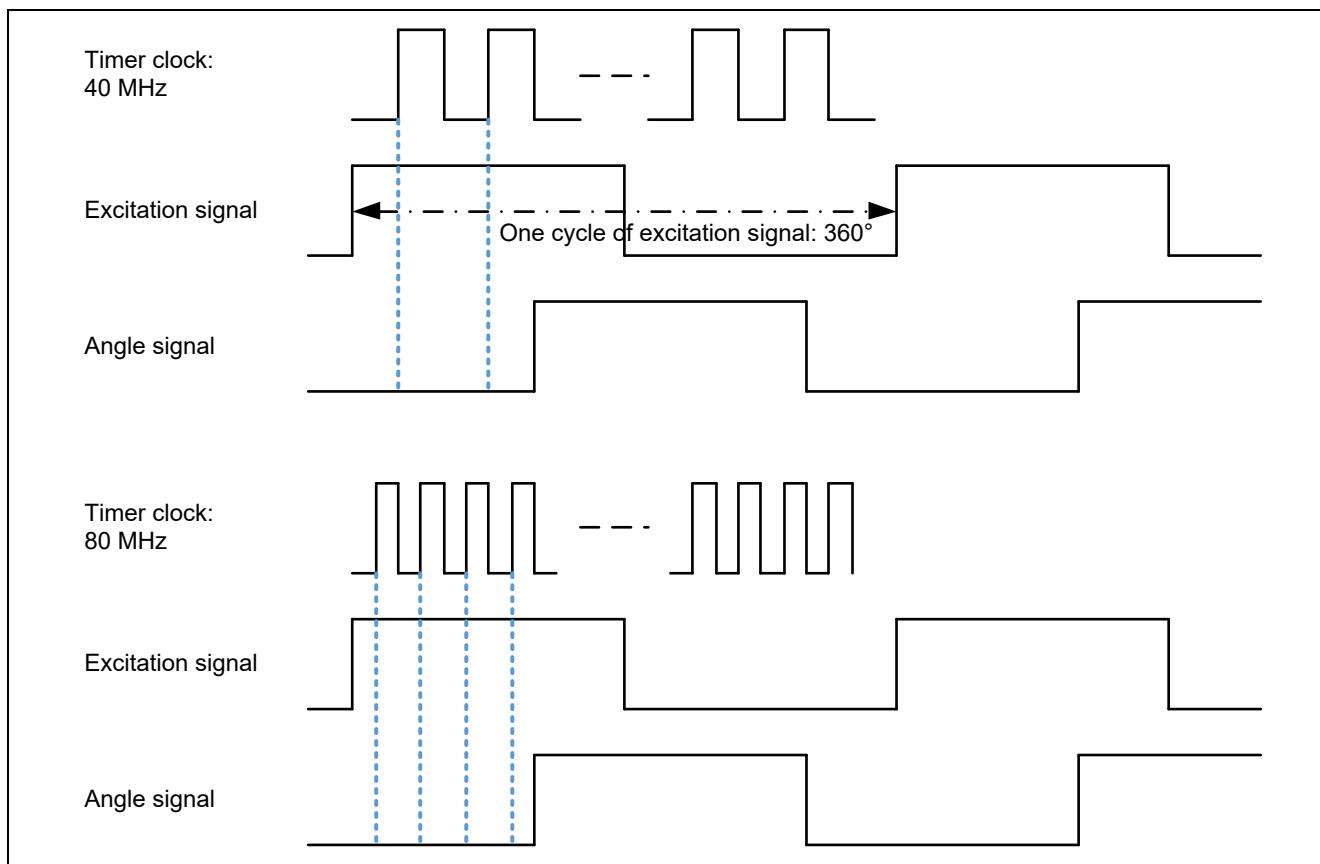 Timer clock:
40 MHz
Excitation signal
One cycle of excitation signal: 360°
Angle signal
Timer clock:
80 MHz
Excitation signal
Angle signal